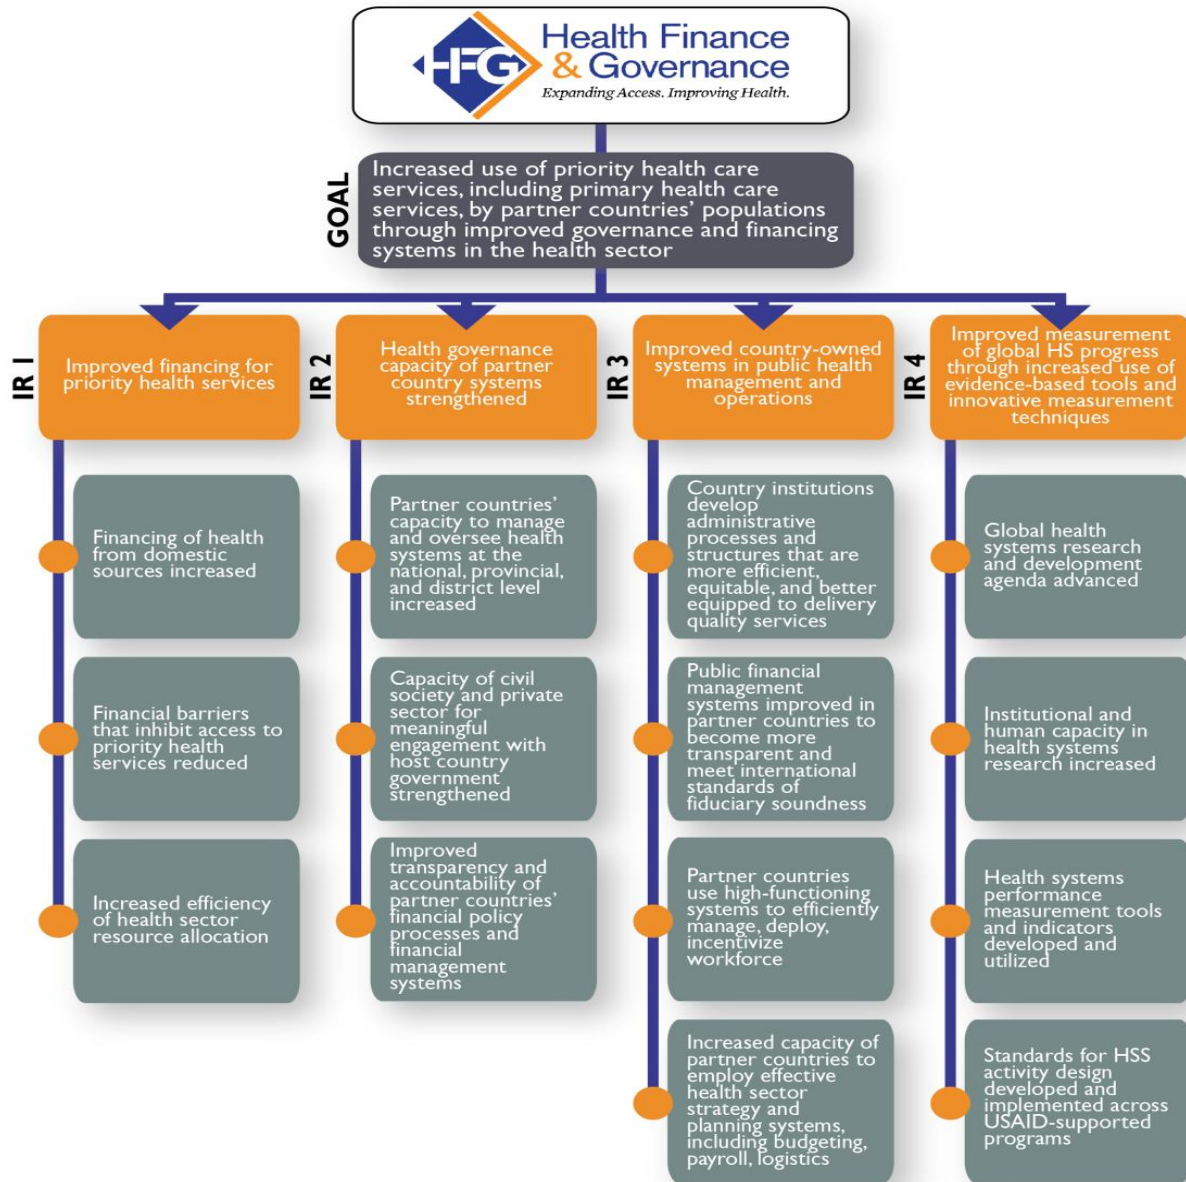 HFG
Health Finance
& Governance
Expanding Access. Improving Health.
GOAL
Increased use of priority health care
services, including primary health care
services, by partner countries' populations
through improved governance and financing
systems in the health sector
IR 1
Improved financing for
priority health services
Financing of health
from domestic
sources increased
Financial barriers
that inhibit access to
priority health
services reduced
Increased efficiency
of health sector
resource allocation
IR 2
Health governance
capacity of partner
country systems
strengthened
Partner countries'
capacity to manage
and oversee health
systems at the
national, provincial,
and district level
increased
Capacity of civil
society and private
sector for
meaningful
engagement with
host country
government
strengthened
Improved
transparency and
accountability of
partner countries'
financial policy
processes and
financial
management
systems
IR 3
Improved country-owned
systems in public health
management and
operations
Country institutions
develop
administrative
processes and
structures that are
more efficient,
equitable, and better
equipped to delivery
quality services
Public financial
management
systems improved in
partner countries to
become more
transparent and
meet international
standards of
fiduciary soundness
Partner countries
use high-functioning
systems to efficiently
manage, deploy,
incentivize
workforce
Increased capacity of
partner countries to
employ effective
health sector
strategy and
planning systems,
including budgeting,
payroll, logistics
IR 4
Improved measurement
of global HS progress
through increased use of
evidence-based tools and
innovative measurement
techniques
Global health
systems research
and development
agenda advanced
Institutional and
human capacity in
health systems
research increased
Health systems
performance
measurement tools
and indicators
developed and
utilized
Standards for HSS
activity design
developed and
implemented across
USAID-supported
programs